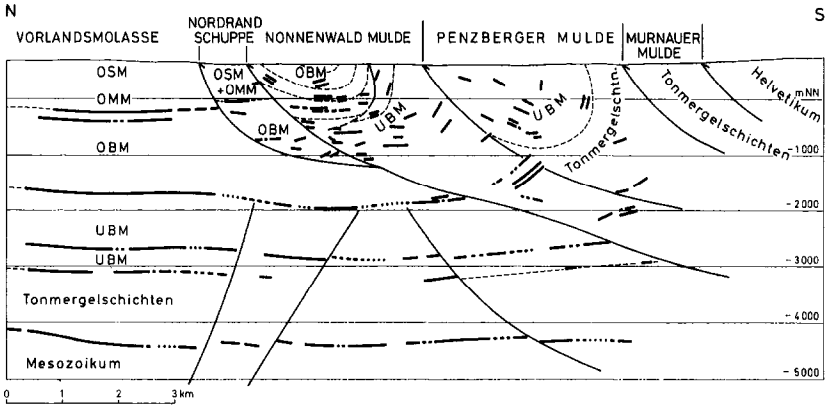 N
S
VORLANDSMOLASSE
NORDRAND
SCHUPPE
NONNENWALD MULDE
PENZBERGER MULDE
MURNAUER
MULDE
OSM
OSM
+OMM
OBM
UBM
UBM
Tonmergelschichten
Tonmergelschichten
Helvetikum
mNN
OMM
OBM
OBM
-1000
-2000
UBM
UBM
-3000
Tonmergelschichten
-4000
Mesozoikum
-5000
0 1 2 3 km